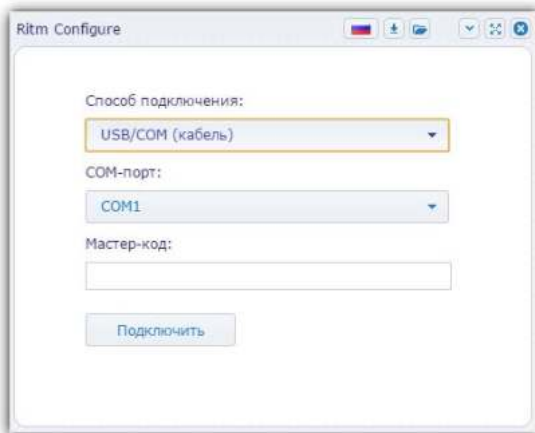 Ritm Configure
Способ подключения:
USB/COM (кабель)
COM-порт:
COM1
Мастер-код:
Подключить